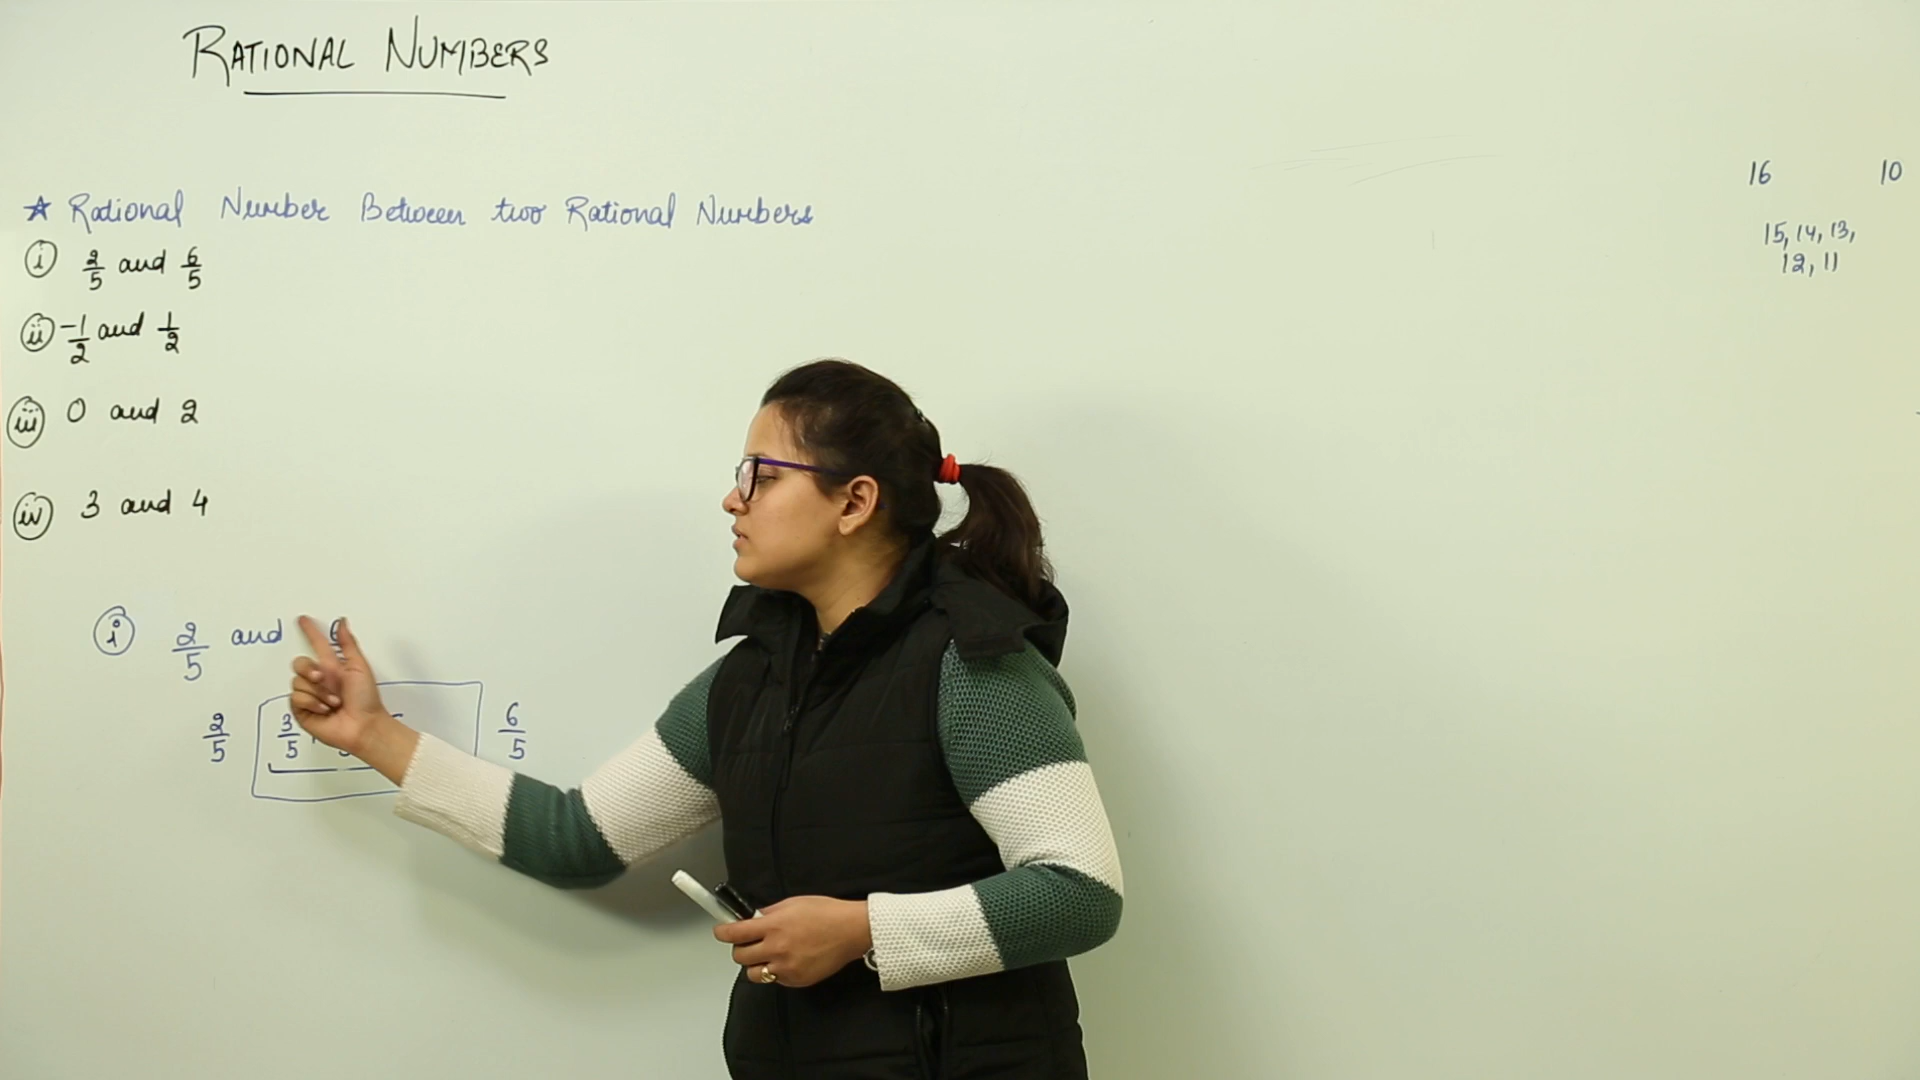 RATIONAL NUMBERS
16 10
15, 14, 13,
12, 11
★ Rational Number Between two Rational Numbers
(i) 2/5 and 6/5
(ii) -1/2 and 1/2
(iii) 0 and 2
(iv) 3 and 4
(i) 2/5 and
2/5 3/5 6/5